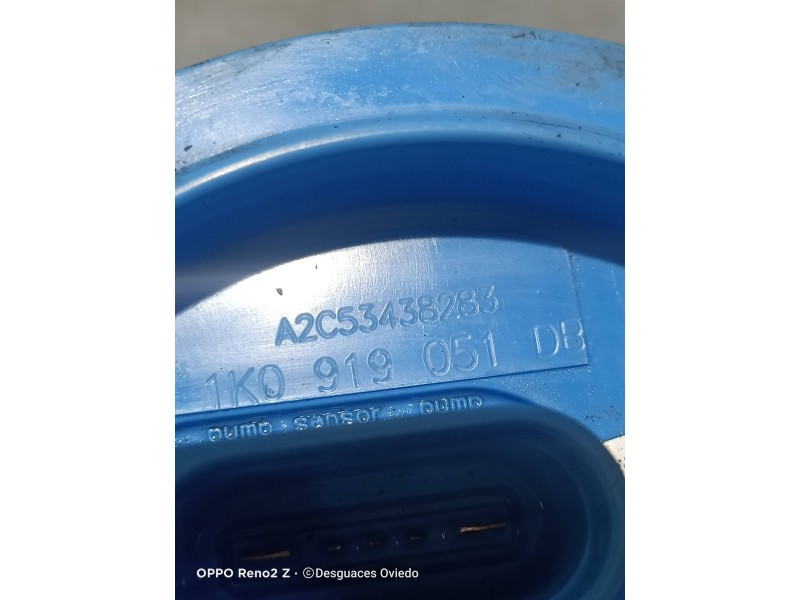 A2C53438283
1K0 919 051 DB
pump · sensor · pump
OPPO Reno2 Z · ©Desguaces Oviedo